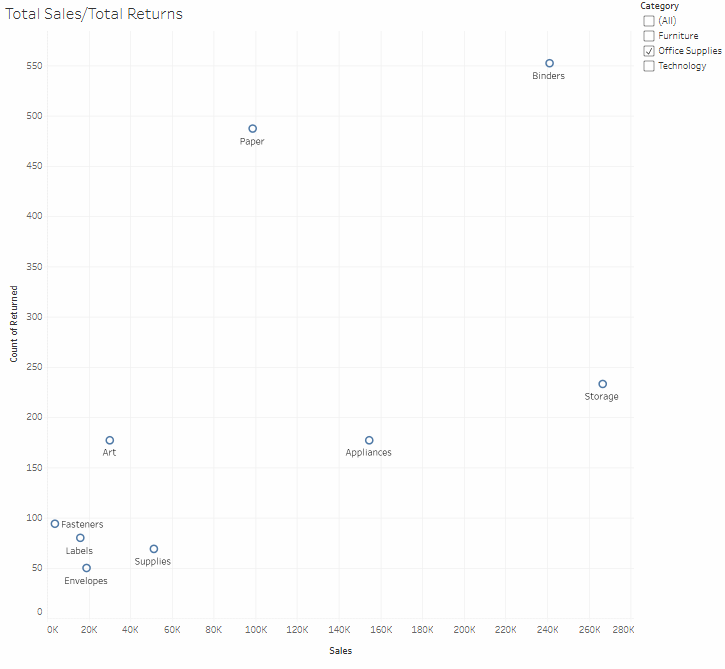 Total Sales/Total Returns
Category
(All)
Furniture
Office Supplies
Technology
550
500
450
400
350
300
250
200
150
100
50
0
Count of Returned
Binders
Paper
Storage
Art
Appliances
Fasteners
Labels
Supplies
Envelopes
0K 20K 40K 60K 80K 100K 120K 140K 160K 180K 200K 220K 240K 260K 280K
Sales